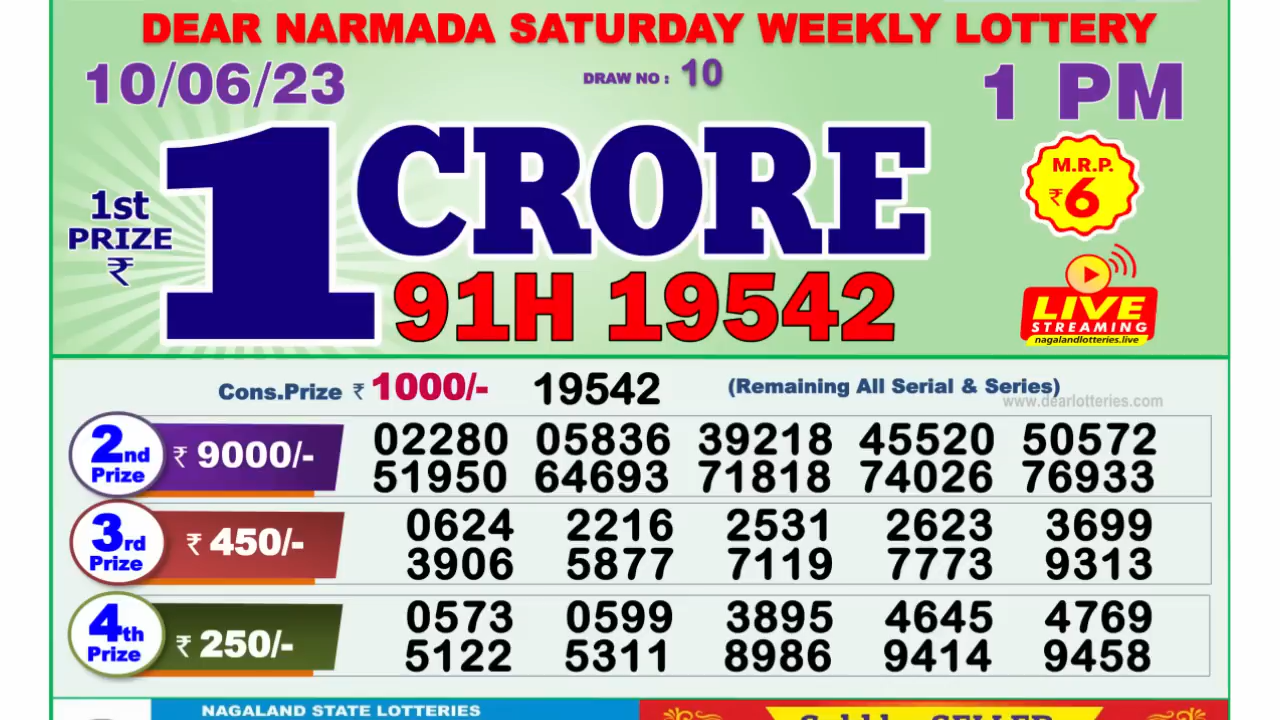 DEAR NARMADA SATURDAY WEEKLY LOTTERY
10/06/23
DRAW NO : 10
1 PM
1st
PRIZE
₹
1 CRORE
91H 19542
M.R.P.
₹6
LIVE
STREAMING
nagalandlotteries.live
Cons.Prize ₹ 1000/- 19542 (Remaining All Serial & Series)
www.dearlotteries.com
2nd Prize ₹ 9000/-
02280 05836 39218 45520 50572
51950 64693 71818 74026 76933
3rd Prize ₹ 450/-
0624 2216 2531 2623 3699
3906 5877 7119 7773 9313
4th Prize ₹ 250/-
0573 0599 3895 4645 4769
5122 5311 8986 9414 9458
NAGALAND STATE LOTTERIES
SELLER